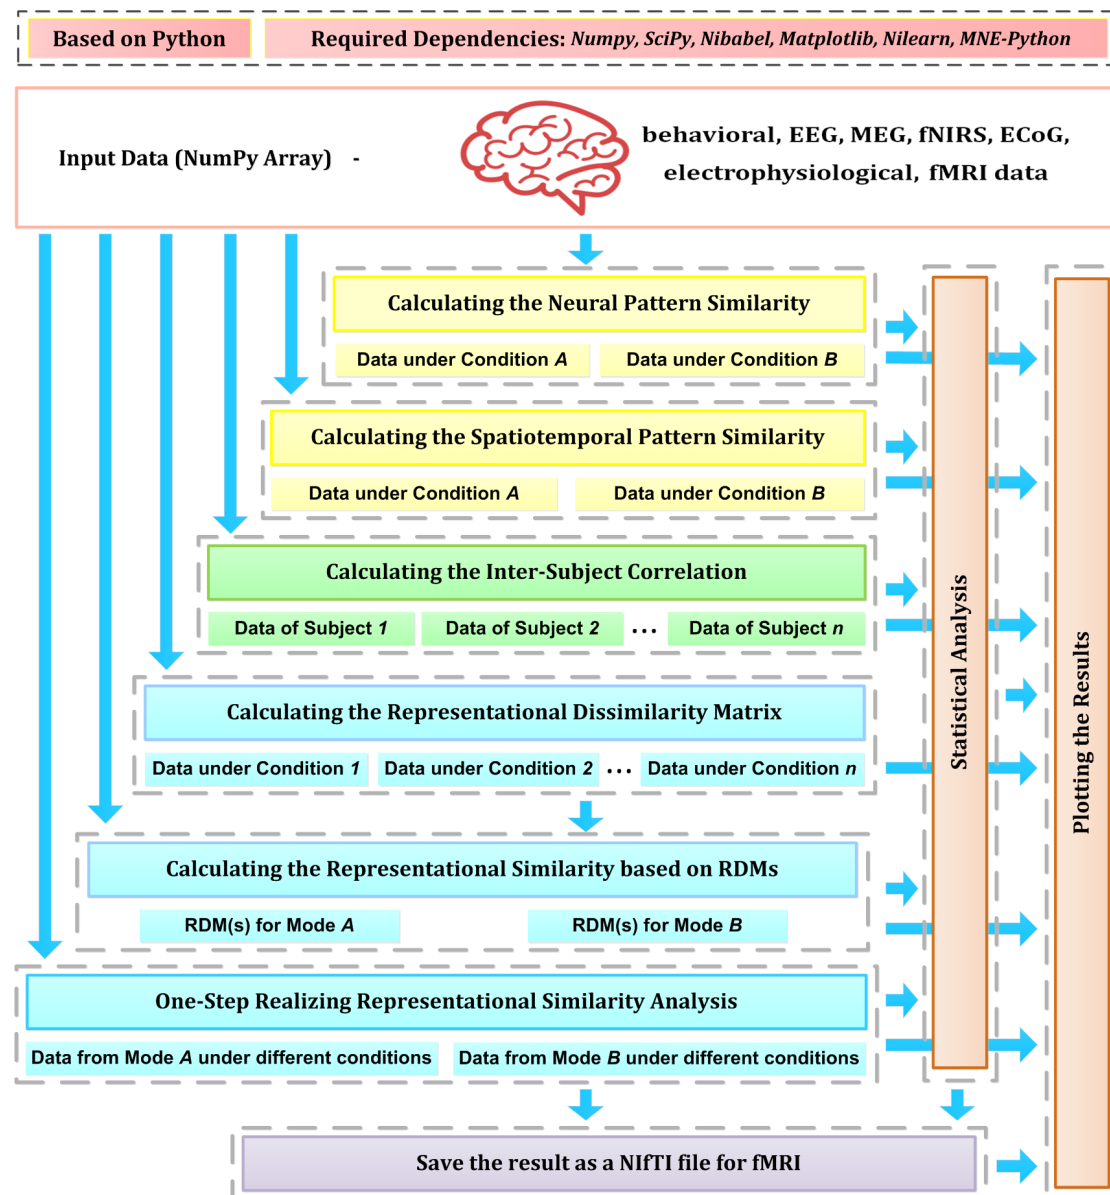 Based on Python
Required Dependencies: Numpy, SciPy, Nibabel, Matplotlib, Nilearn, MNE-Python
Input Data (NumPy Array) -
behavioral, EEG, MEG, fNIRS, ECoG,
electrophysiological, fMRI data
Calculating the Neural Pattern Similarity
Data under Condition A
Data under Condition B
Calculating the Spatiotemporal Pattern Similarity
Data under Condition A
Data under Condition B
Calculating the Inter-Subject Correlation
Data of Subject 1
Data of Subject 2
...
Data of Subject n
Calculating the Representational Dissimilarity Matrix
Data under Condition 1
Data under Condition 2
...
Data under Condition n
Calculating the Representational Similarity based on RDMs
RDM(s) for Mode A
RDM(s) for Mode B
One-Step Realizing Representational Similarity Analysis
Data from Mode A under different conditions
Data from Mode B under different conditions
Statistical Analysis
Plotting the Results
Save the result as a NIfTI file for fMRI